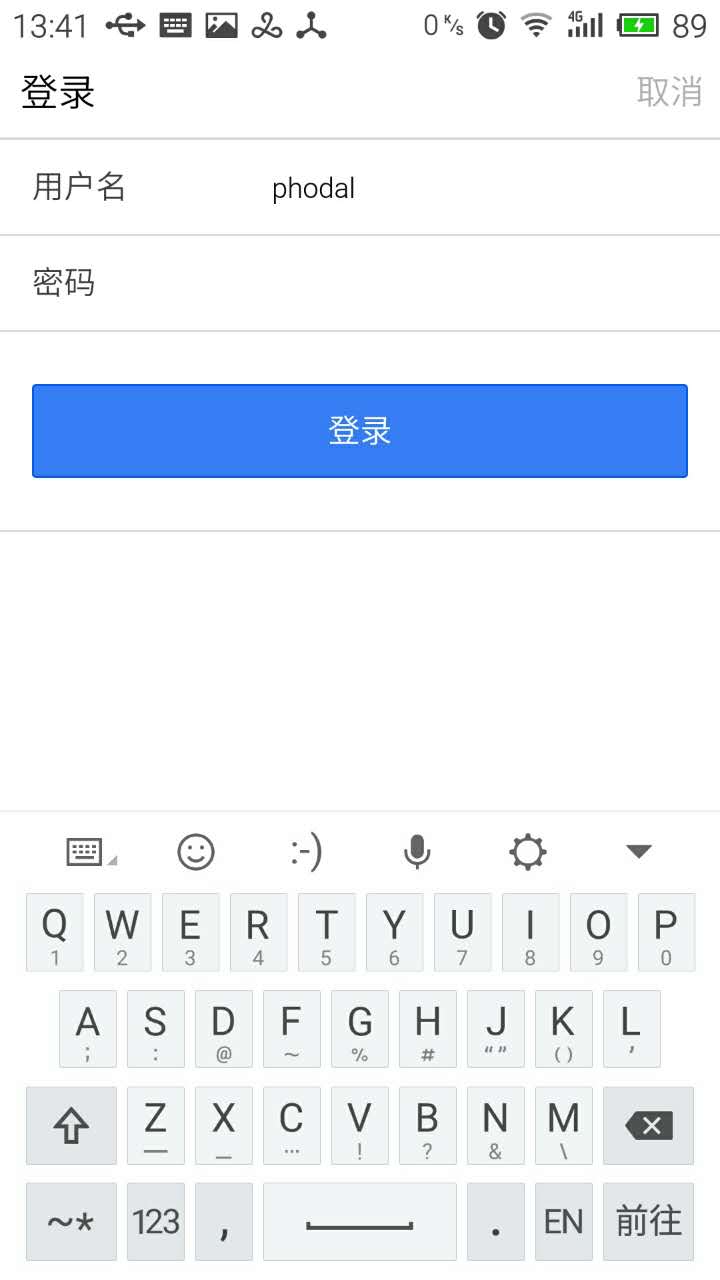 13:41 0 K/s 4G 89
登录 取消
用户名 phodal
密码
登录
:-)
Q W E R T Y U I O P
1 2 3 4 5 6 7 8 9 0
A S D F G H J K L
; : @ ~ % # “” () ′
Z X C V B N M
— _ … ! ? & \
~* 123 , . EN 前往